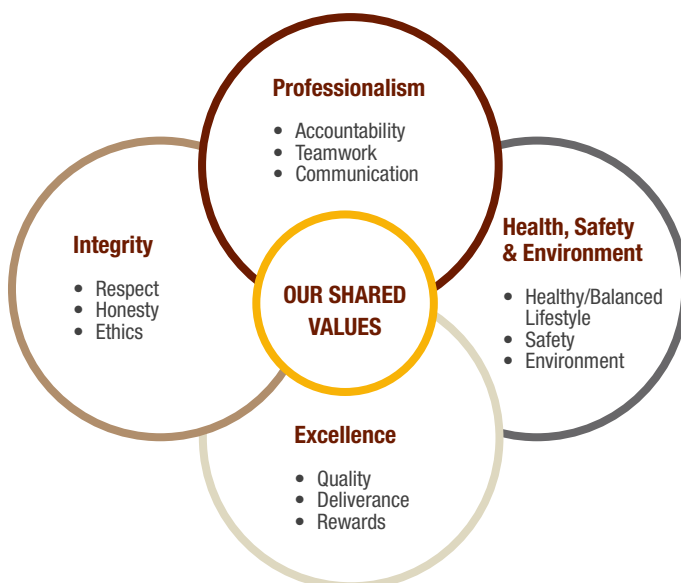 Professionalism
• Accountability
• Teamwork
• Communication
Integrity
• Respect
• Honesty
• Ethics
OUR SHARED
VALUES
Health, Safety
& Environment
• Healthy/Balanced
Lifestyle
• Safety
• Environment
Excellence
• Quality
• Deliverance
• Rewards